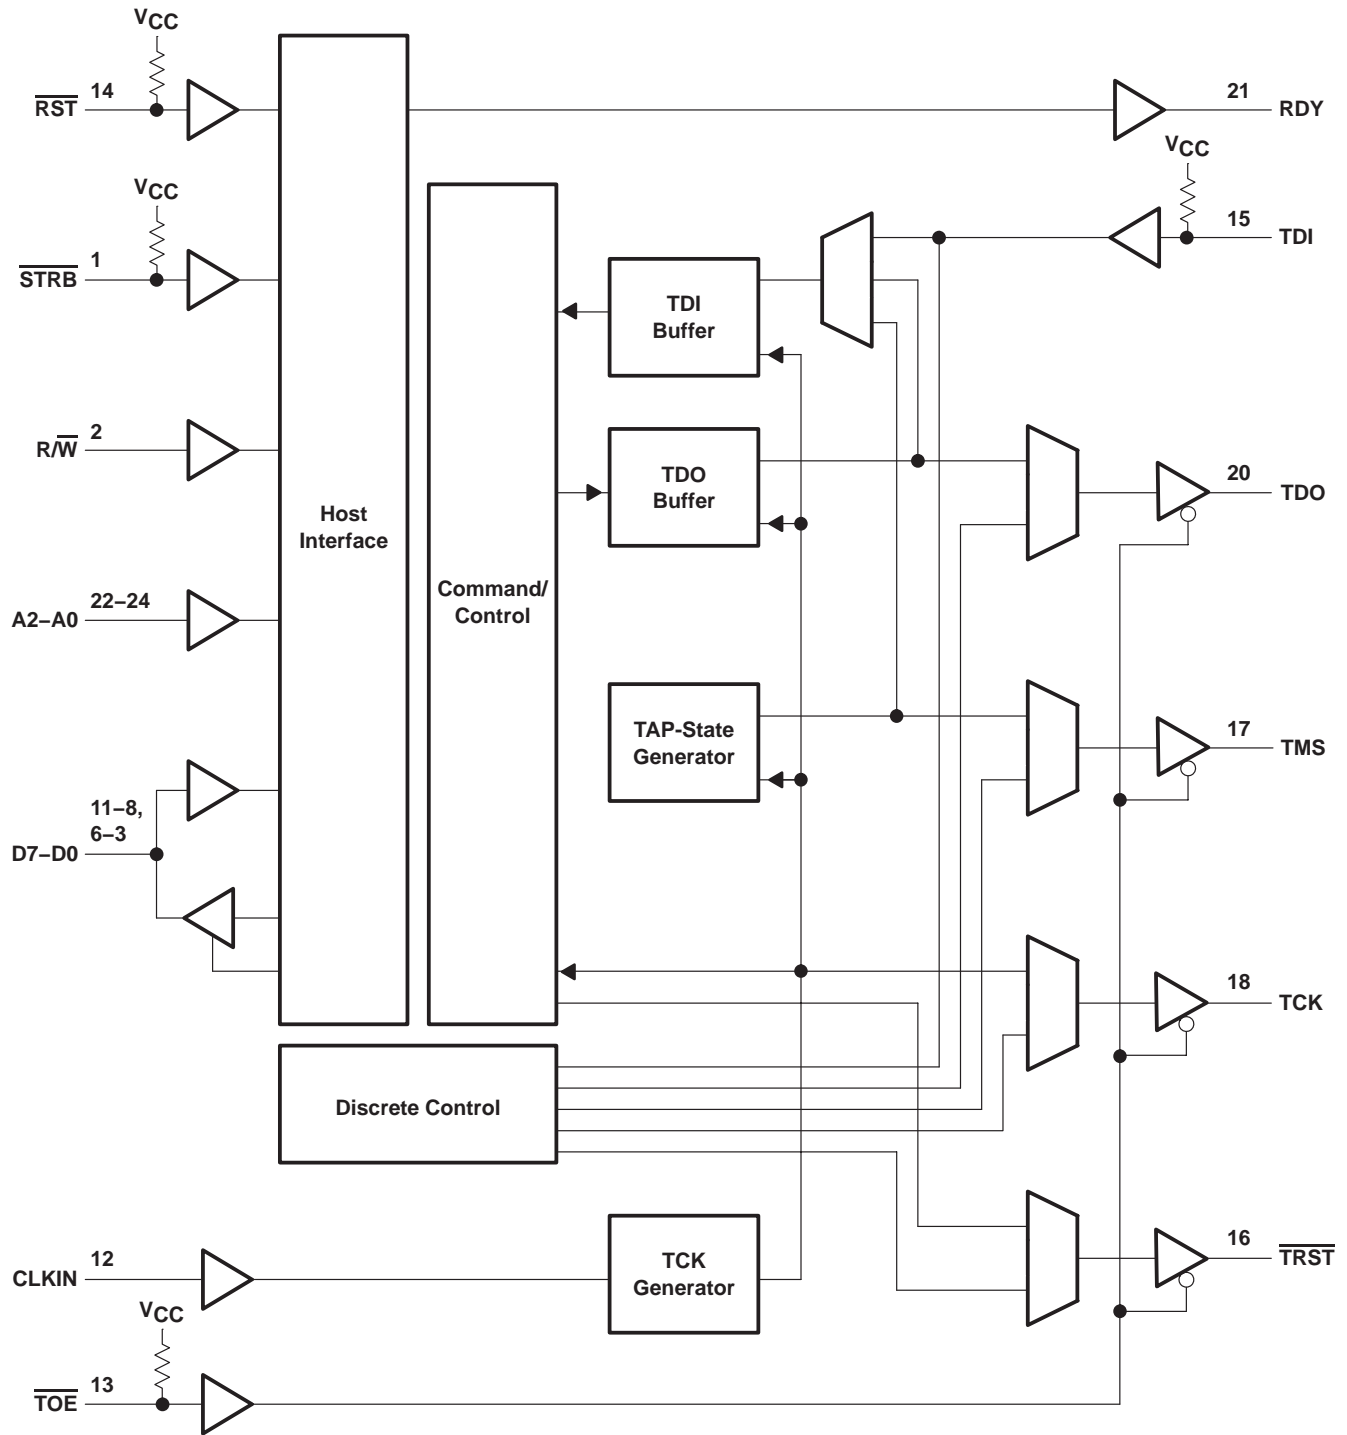 VCC
RST 14
21 RDY
VCC
VCC
STRB 1
15 TDI
TDI
Buffer
R/W 2
TDO
Buffer
20 TDO
Host
Interface
Command/
Control
A2–A0 22–24
TAP-State
Generator
17 TMS
11–8,
6–3
D7–D0
18 TCK
Discrete Control
CLKIN 12
TCK
Generator
16 TRST
VCC
TOE 13